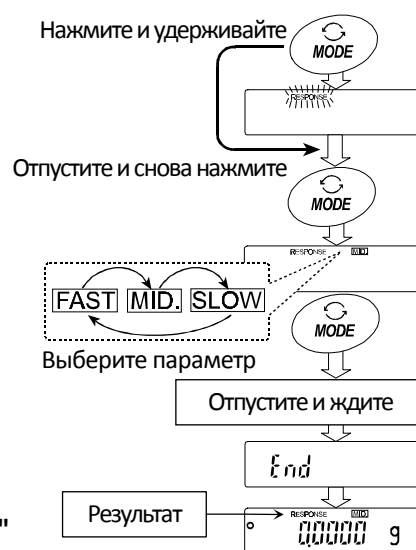 Нажмите и удерживайте
MODE
RESPONSE
Отпустите и снова нажмите
MODE
RESPONSE MID.
FAST MID. SLOW
MODE
Выберите параметр
Отпустите и ждите
End
Результат
RESPONSE MID.
0.0000 g
"